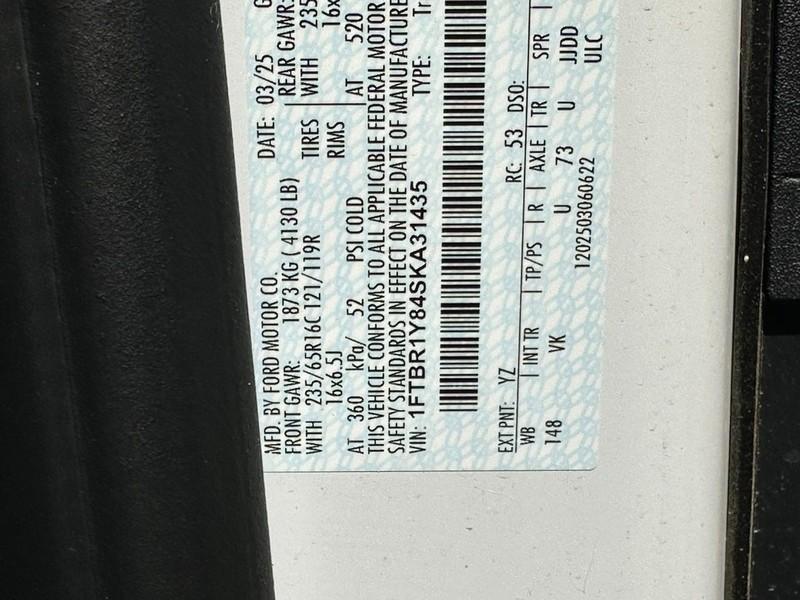 MFD. BY FORD MOTOR CO.
DATE: 03/25
FRONT GAWR: 1873 KG ( 4130 LB)
REAR GAWR:
WITH 235/65R16C 121/119R TIRES WITH 235
16x6.5J RIMS 16x
AT 360 kPa/ 52 PSI COLD AT 520
THIS VEHICLE CONFORMS TO ALL APPLICABLE FEDERAL MOTOR
SAFETY STANDARDS IN EFFECT ON THE DATE OF MANUFACTURE
VIN: 1FTBR1Y84SKA31435 TYPE:
EXT PNT: YZ RC: 53 DSO:
WB | INT TR | TP/PS | R | AXLE | TR | SPR |
148 VK U 73 U JJDD
1202503060622 ULC